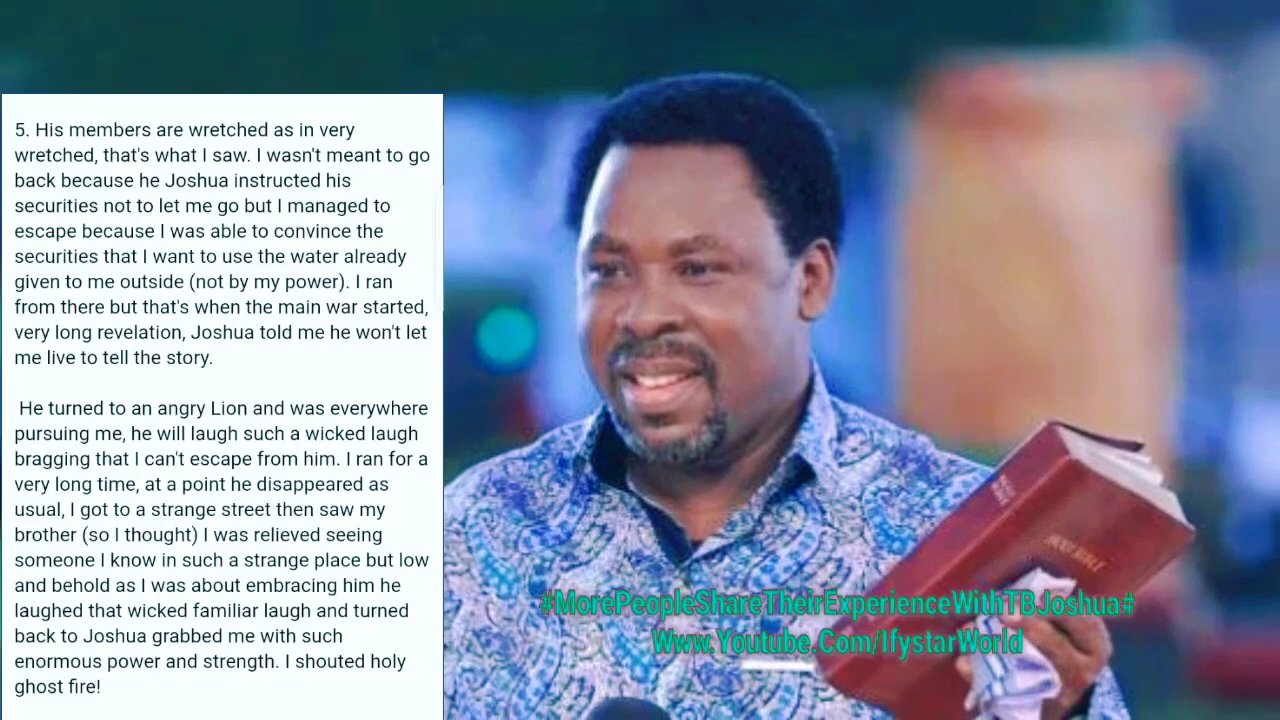 5. His members are wretched as in very
wretched, that's what I saw. I wasn't meant to go
back because he Joshua instructed his
securities not to let me go but I managed to
escape because I was able to convince the
securities that I want to use the water already
given to me outside (not by my power). I ran
from there but that's when the main war started,
very long revelation, Joshua told me he won't let
me live to tell the story.
He turned to an angry Lion and was everywhere
pursuing me, he will laugh such a wicked laugh
bragging that I can't escape from him. I ran for a
very long time, at a point he disappeared as
usual, I got to a strange street then saw my
brother (so I thought) I was relieved seeing
someone I know in such a strange place but low
and behold as I was about embracing him he
laughed that wicked familiar laugh and turned
back to Joshua grabbed me with such
enormous power and strength. I shouted holy
ghost fire!
HOLY BIBLE
#MorePeopleShareTheirExperienceWithTBJoshua#
Www.Youtube.Com/IfystarWorld